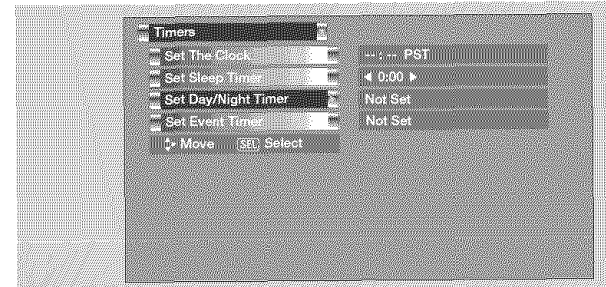 Timers
Set The Clock --:-- PST
Set Sleep Timer ◀ 0:00 ▶
Set Day/Night Timer Not Set
Set Event Timer Not Set
Move SEL Select